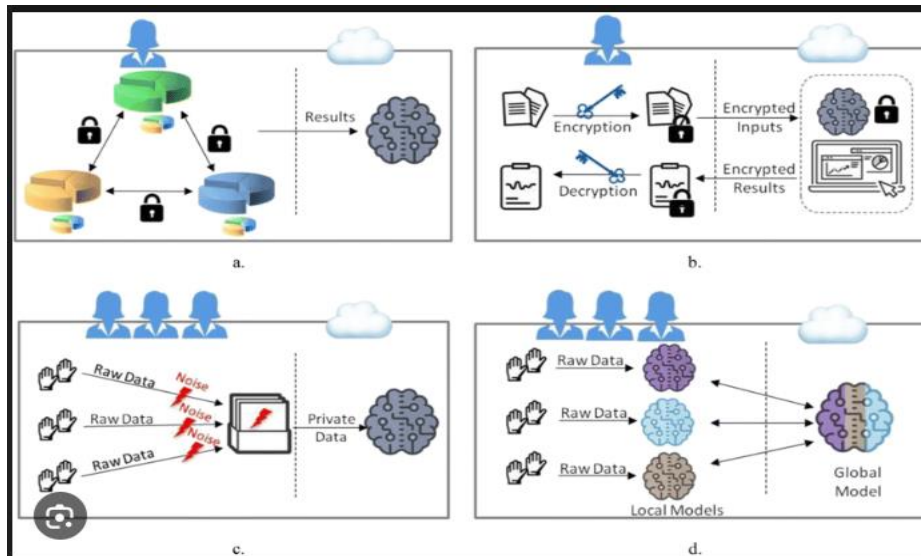 Results
Encryption
Encrypted
Inputs
Decryption
Encrypted
Results
a.
b.
Raw Data
Noise
Raw Data
Noise
Raw Data
Noise
Private
Data
Raw Data
Raw Data
Raw Data
Local Models
Global
Model
c.
d.